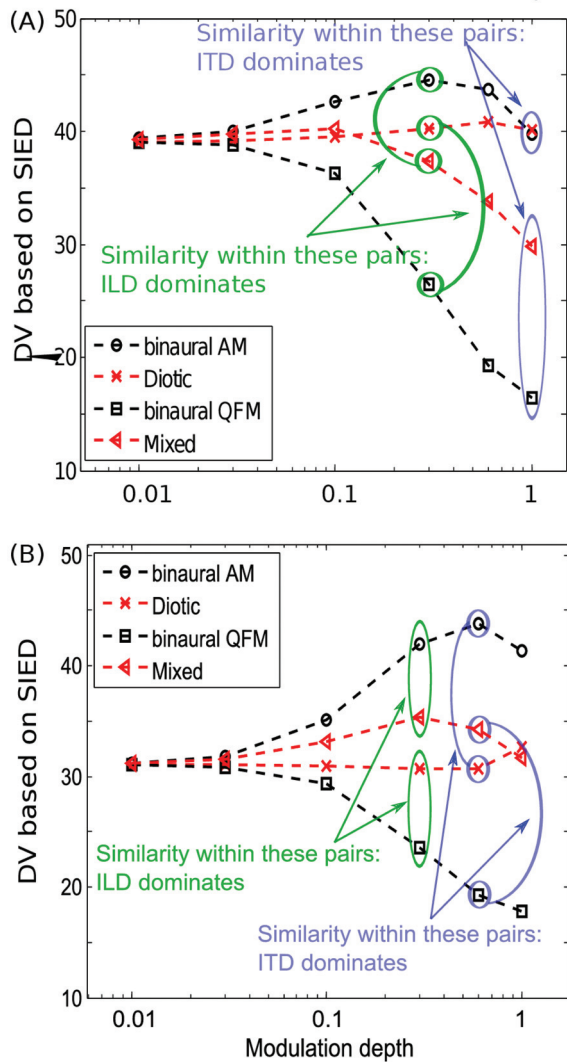 (A)
50
40
30
20
10
DV based on SIED
Similarity within these pairs:
ITD dominates
Similarity within these pairs:
ILD dominates
binaural AM
Diotic
binaural QFM
Mixed
0.01
0.1
1
(B)
50
40
30
20
10
DV based on SIED
binaural AM
Diotic
binaural QFM
Mixed
Similarity within these pairs:
ILD dominates
Similarity within these pairs:
ITD dominates
0.01
0.1
1
Modulation depth